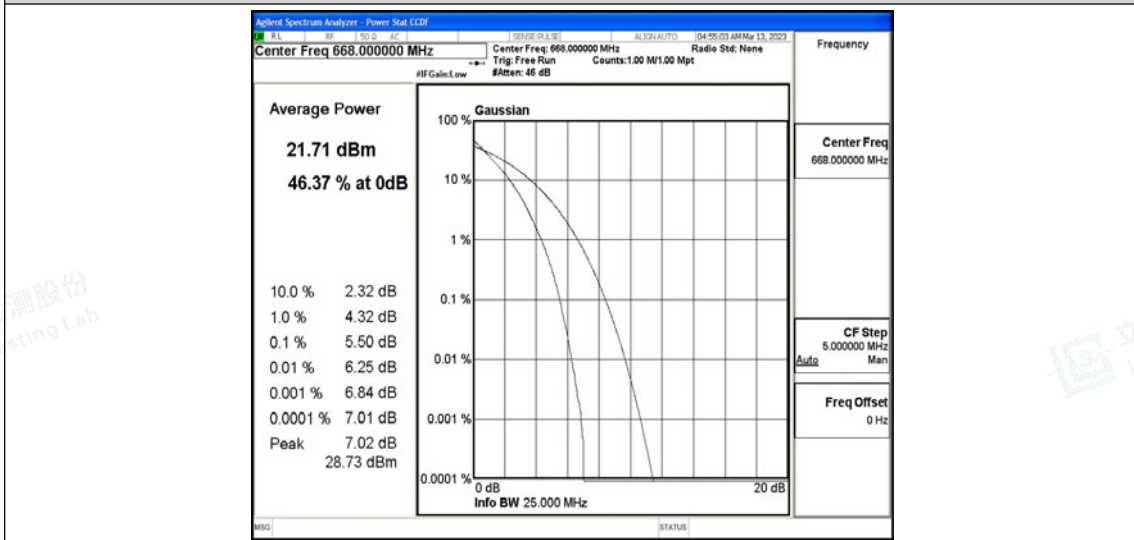 Agilent Spectrum Analyzer - Power Stat CCDF
RL RF 50 Ω AC SENSE:PULSE ALIGN AUTO 04:55:03 AM Mar 13, 2023
Center Freq 668.000000 MHz
Center Freq: 668.000000 MHz Radio Std: None
Trig: Free Run Counts:1.00 M/1.00 Mpt
#IFGain:Low #Atten: 46 dB
Frequency
Average Power
21.71 dBm
46.37 % at 0dB
10.0 % 2.32 dB
1.0 % 4.32 dB
0.1 % 5.50 dB
0.01 % 6.25 dB
0.001 % 6.84 dB
0.0001 % 7.01 dB
Peak 7.02 dB
28.73 dBm
Gaussian
100 %
10 %
1 %
0.1 %
0.01 %
0.001 %
0.0001 %
0 dB 20 dB
Info BW 25.000 MHz
Center Freq
668.000000 MHz
CF Step
5.000000 MHz
Auto Man
Freq Offset
0 Hz
MSG STATUS
测股份
esting Lab
立